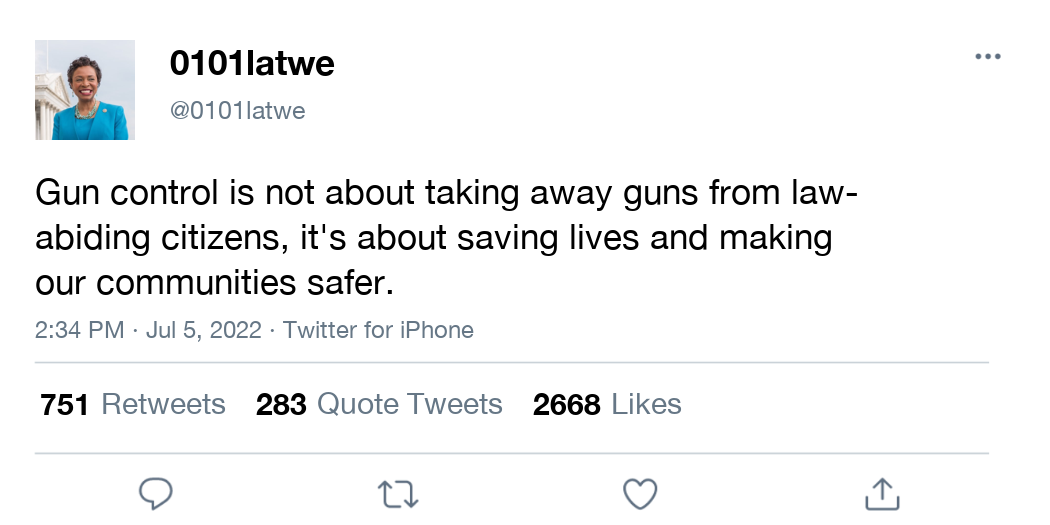 0101latwe
@0101latwe
Gun control is not about taking away guns from law-
abiding citizens, it's about saving lives and making
our communities safer.
2:34 PM · Jul 5, 2022 · Twitter for iPhone
751 Retweets 283 Quote Tweets 2668 Likes